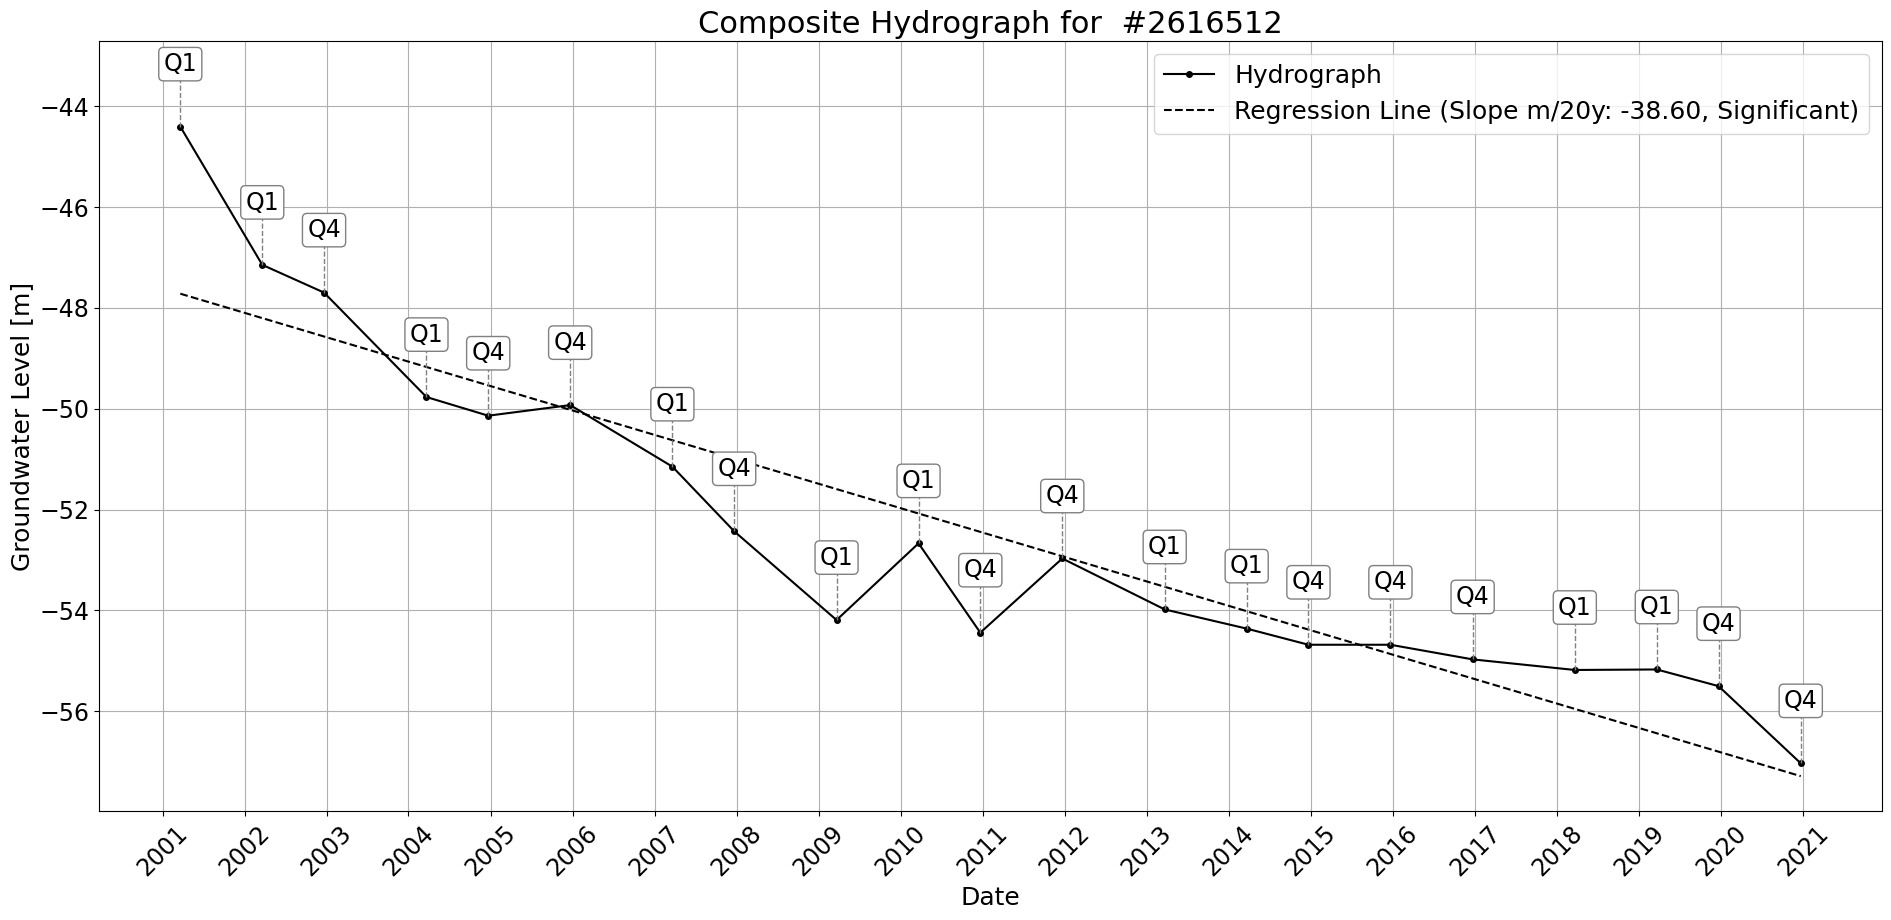 Composite Hydrograph for  #2616512
Hydrograph
Regression Line (Slope m/20y: -38.60, Significant)
Groundwater Level [m]
−44
−46
−48
−50
−52
−54
−56
Q1
Q1
Q4
Q1
Q4
Q4
Q1
Q4
Q1
Q1
Q4
Q4
Q1
Q1
Q4
Q4
Q4
Q1
Q1
Q4
Q4
2001
2002
2003
2004
2005
2006
2007
2008
2009
2010
2011
2012
2013
2014
2015
2016
2017
2018
2019
2020
2021
Date